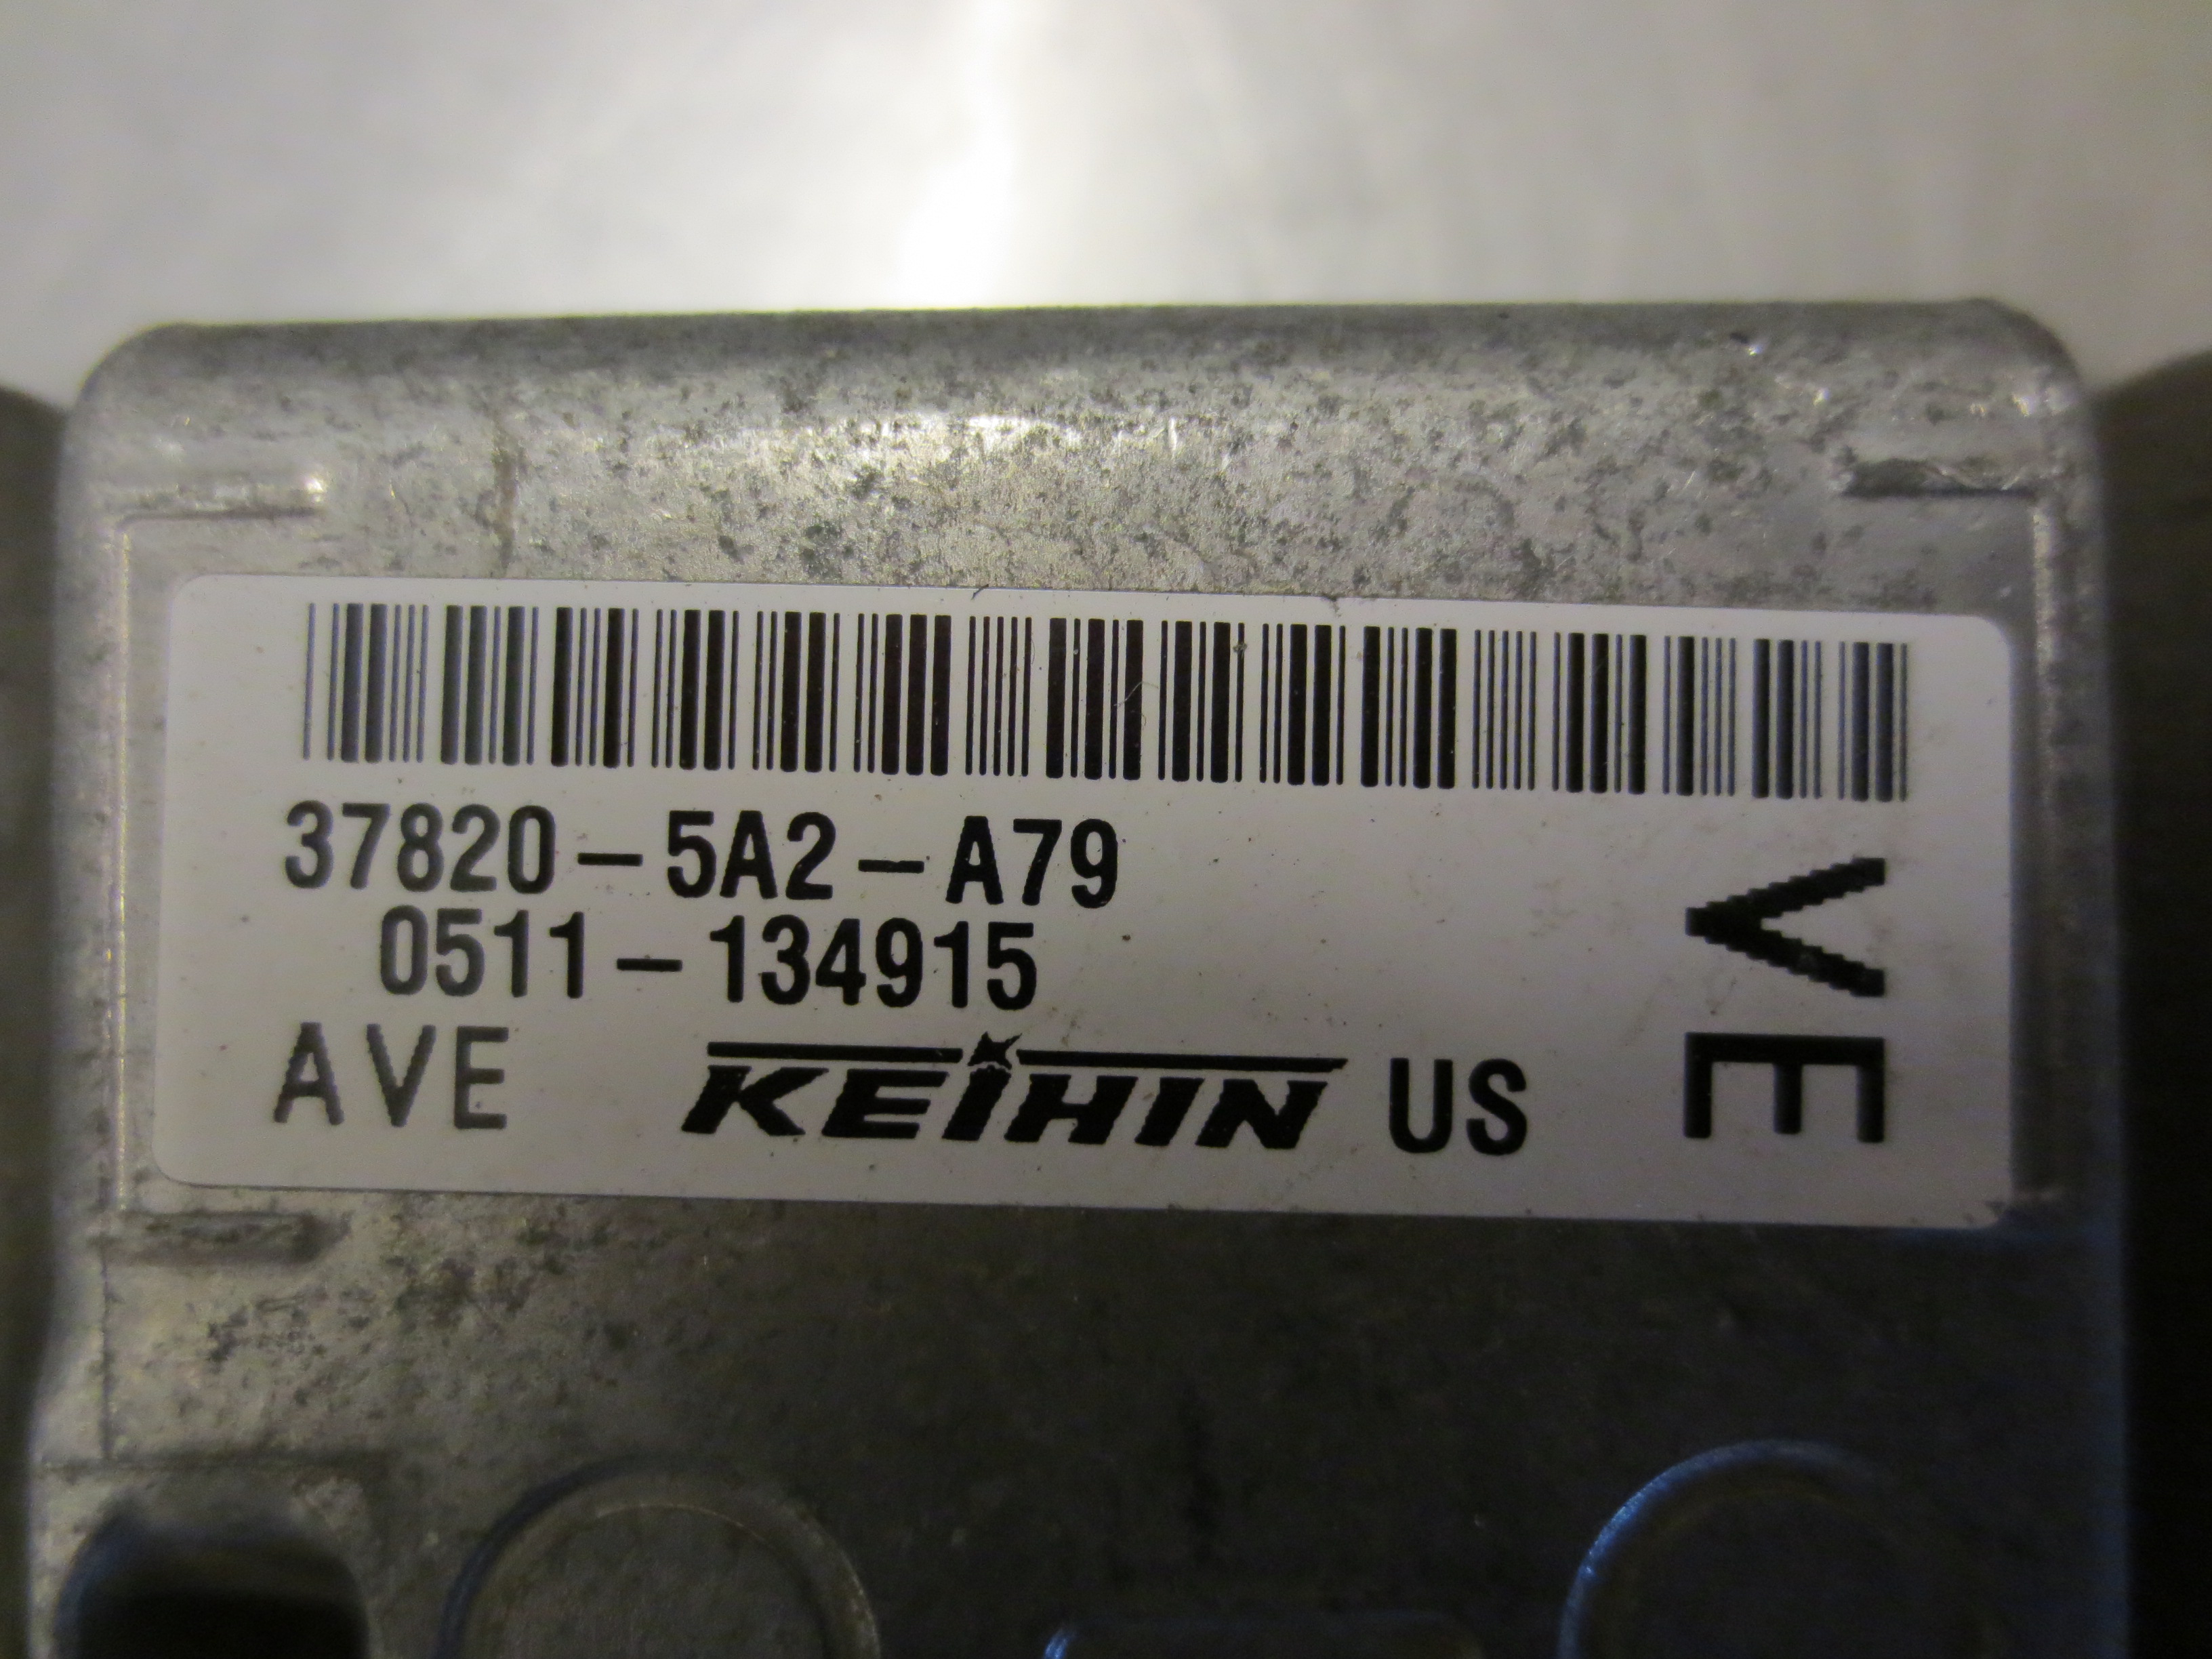 37820-5A2-A79
0511-134915
AVE KEIHIN US
VE